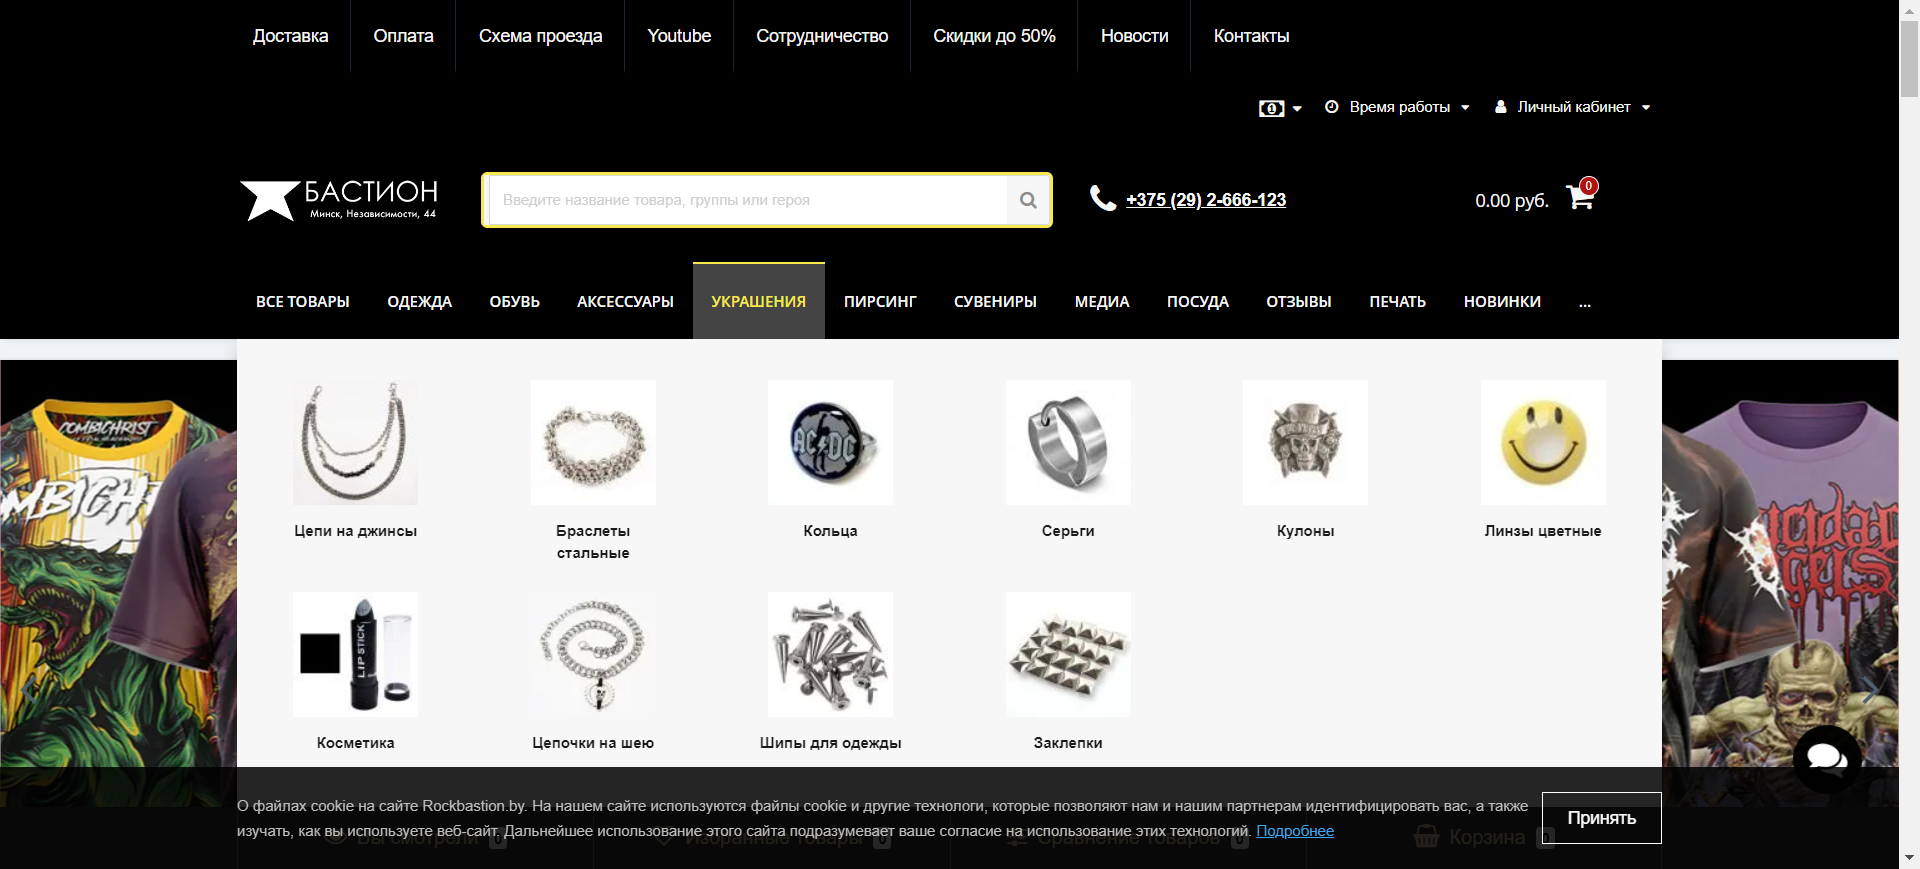 Доставка
Оплата
Схема проезда
Youtube
Сотрудничество
Скидки до 50%
Новости
Контакты
Время работы
Личный кабинет
БАСТИОН
Минск, Независимости, 44
Введите название товара, группы или героя
+375 (29) 2-666-123
0.00 руб.
0
ВСЕ ТОВАРЫ
ОДЕЖДА
ОБУВЬ
АКСЕССУАРЫ
УКРАШЕНИЯ
ПИРСИНГ
СУВЕНИРЫ
МЕДИА
ПОСУДА
ОТЗЫВЫ
ПЕЧАТЬ
НОВИНКИ
...
COMBICHRIST
MBICH
AC DC
Цепи на джинсы
Браслеты
стальные
Кольца
Серьги
Кулоны
Линзы цветные
LIPSTICK
Косметика
Цепочки на шею
Шипы для одежды
Заклепки
О файлах cookie на сайте Rockbastion.by. На нашем сайте используются файлы cookie и другие технологи, которые позволяют нам и нашим партнерам идентифицировать вас, а также
изучать, как вы используете веб-сайт. Дальнейшее использование этого сайта подразумевает ваше согласие на использование этих технологий. Подробнее
Принять
Вы смотрели 0
Избранные товары 0
Сравнение товаров 0
Корзина 0